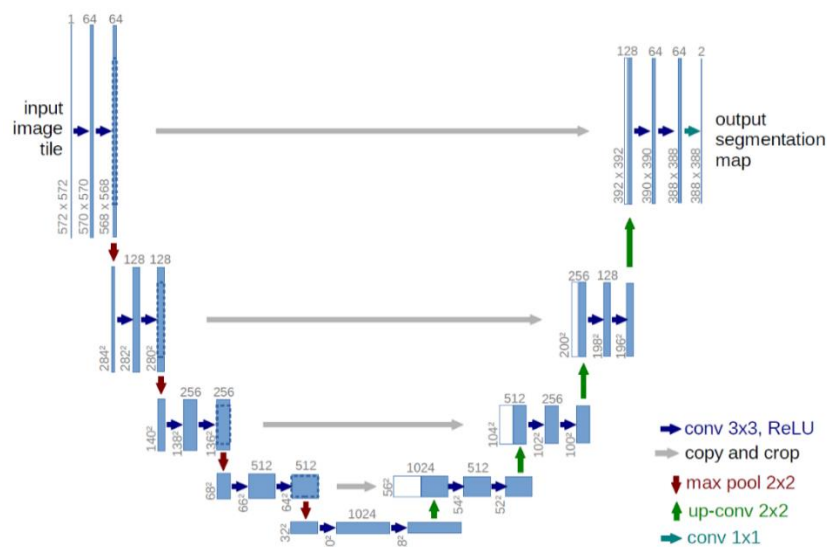 1 64 64
128 64 64 2
input
image
tile
output
segmentation
map
572 x 572
570 x 570
568 x 568
392 x 392
390 x 390
388 x 388
388 x 388
128 128
256 128
284²
282²
280²
200²
198²
196²
256 256
512 256
140²
138²
136²
104²
102²
100²
512 512
1024 512
68²
66²
64²
56²
54²
52²
1024
32²
0²
8²
conv 3x3, ReLU
copy and crop
max pool 2x2
up-conv 2x2
conv 1x1